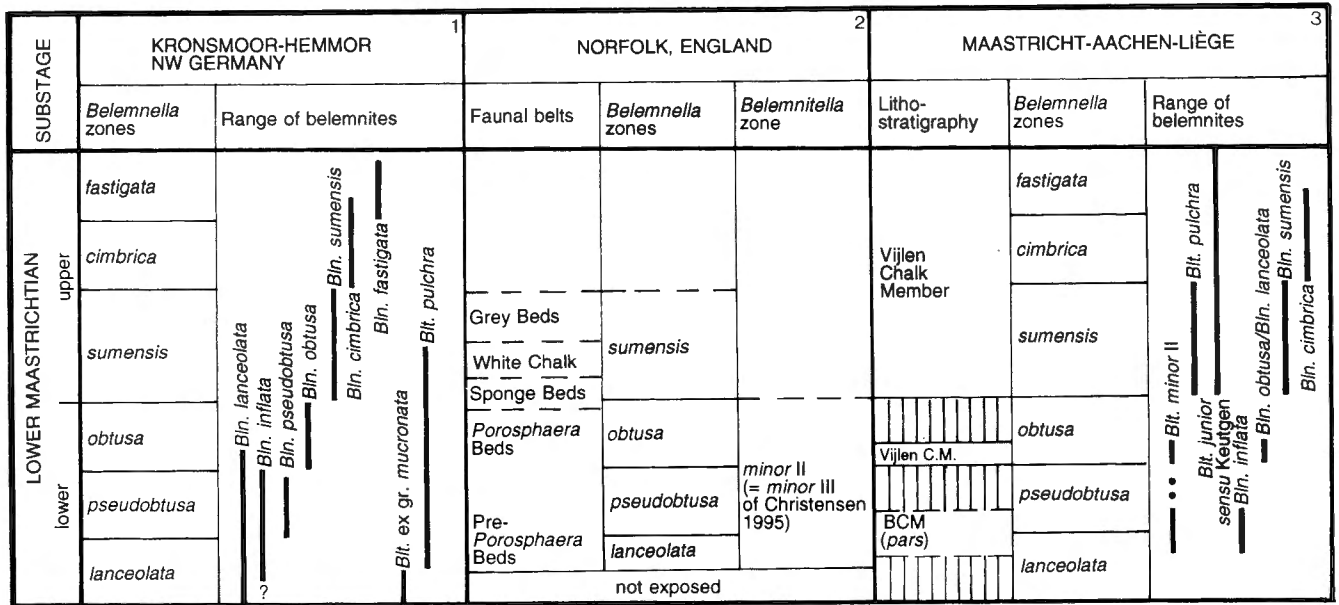 SUBSTAGE
KRONSMOOR-HEMMOR
NW GERMANY
1
NORFOLK, ENGLAND
2
MAASTRICHT-AACHEN-LIÈGE
3
Belemnella
zones
Range of belemnites
Faunal belts
Belemnella
zones
Belemnitella
zone
Litho-
stratigraphy
Belemnella
zones
Range of
belemnites
LOWER MAASTRICHTIAN
upper
lower
fastigata
cimbrica
sumensis
obtusa
pseudobtusa
lanceolata
Bln. lanceolata
Bln. inflata
?
Bln. pseudobtusa
Bln. obtusa
Bln. sumensis
Bln. cimbrica
Bln. fastigata
Blt. ex gr. mucronata
Blt. pulchra
Grey Beds
White Chalk
Sponge Beds
Porosphaera
Beds
Pre-
Porosphaera
Beds
sumensis
obtusa
pseudobtusa
lanceolata
minor II
(= minor III
of Christensen
1995)
not exposed
Vijlen
Chalk
Member
Vijlen C.M.
BCM
(pars)
fastigata
cimbrica
sumensis
obtusa
pseudobtusa
lanceolata
Blt. minor II
Blt. pulchra
Blt. junior
sensu Keutgen
Bln. inflata
Bln. obtusa/Bln. lanceolata
Bln. sumensis
Bln. cimbrica